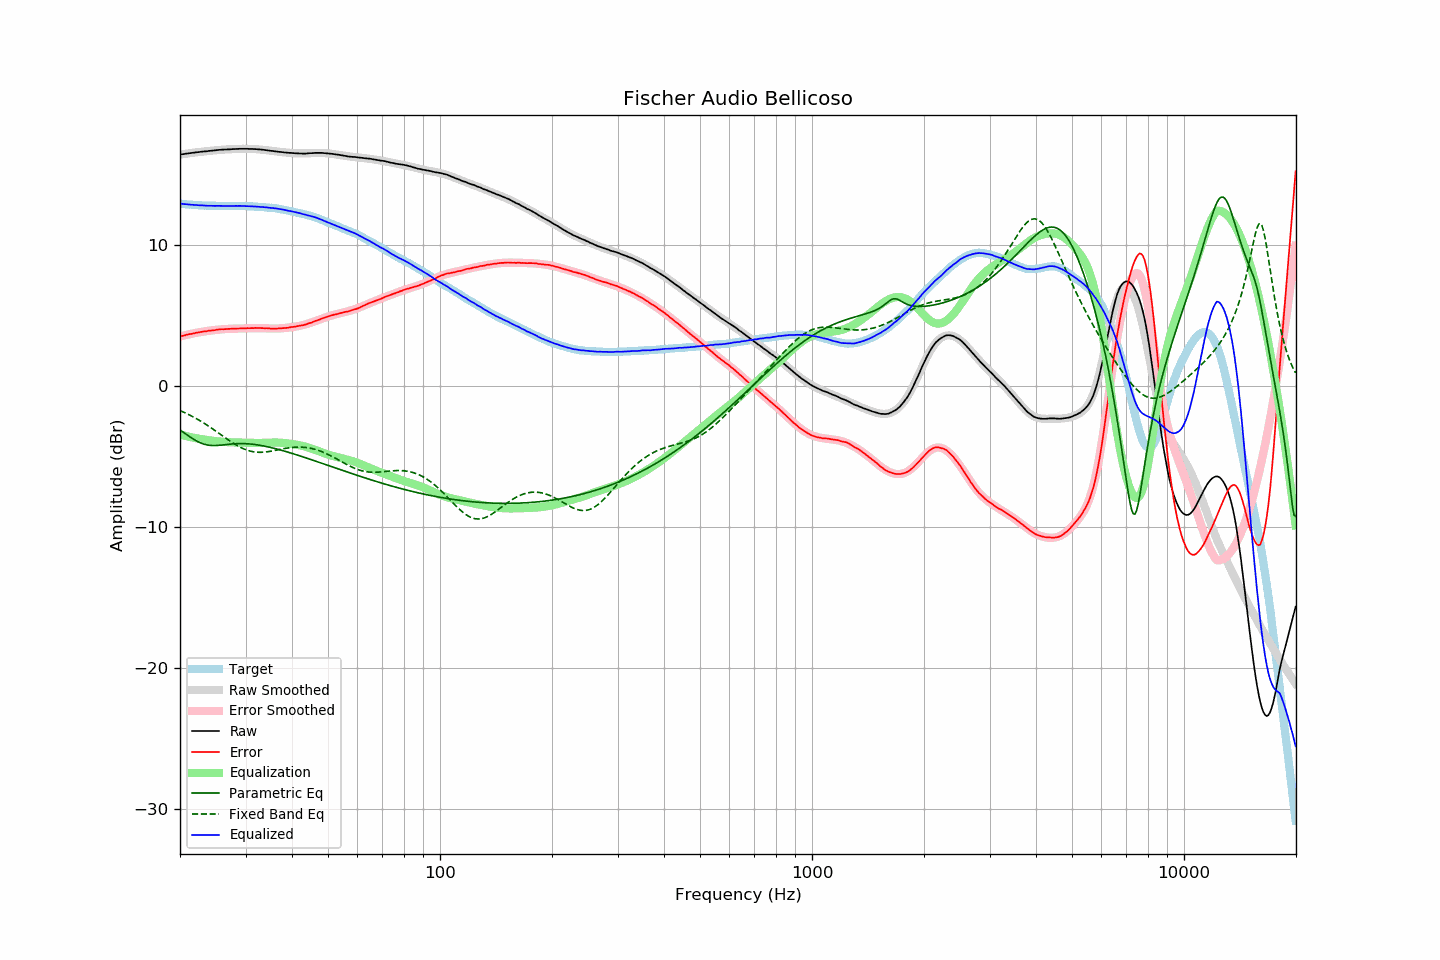 Fischer Audio Bellicoso
Amplitude (dBr)
10
0
−10
−20
−30
Target
Raw Smoothed
Error Smoothed
Raw
Error
Equalization
Parametric Eq
Fixed Band Eq
Equalized
100
1000
10000
Frequency (Hz)